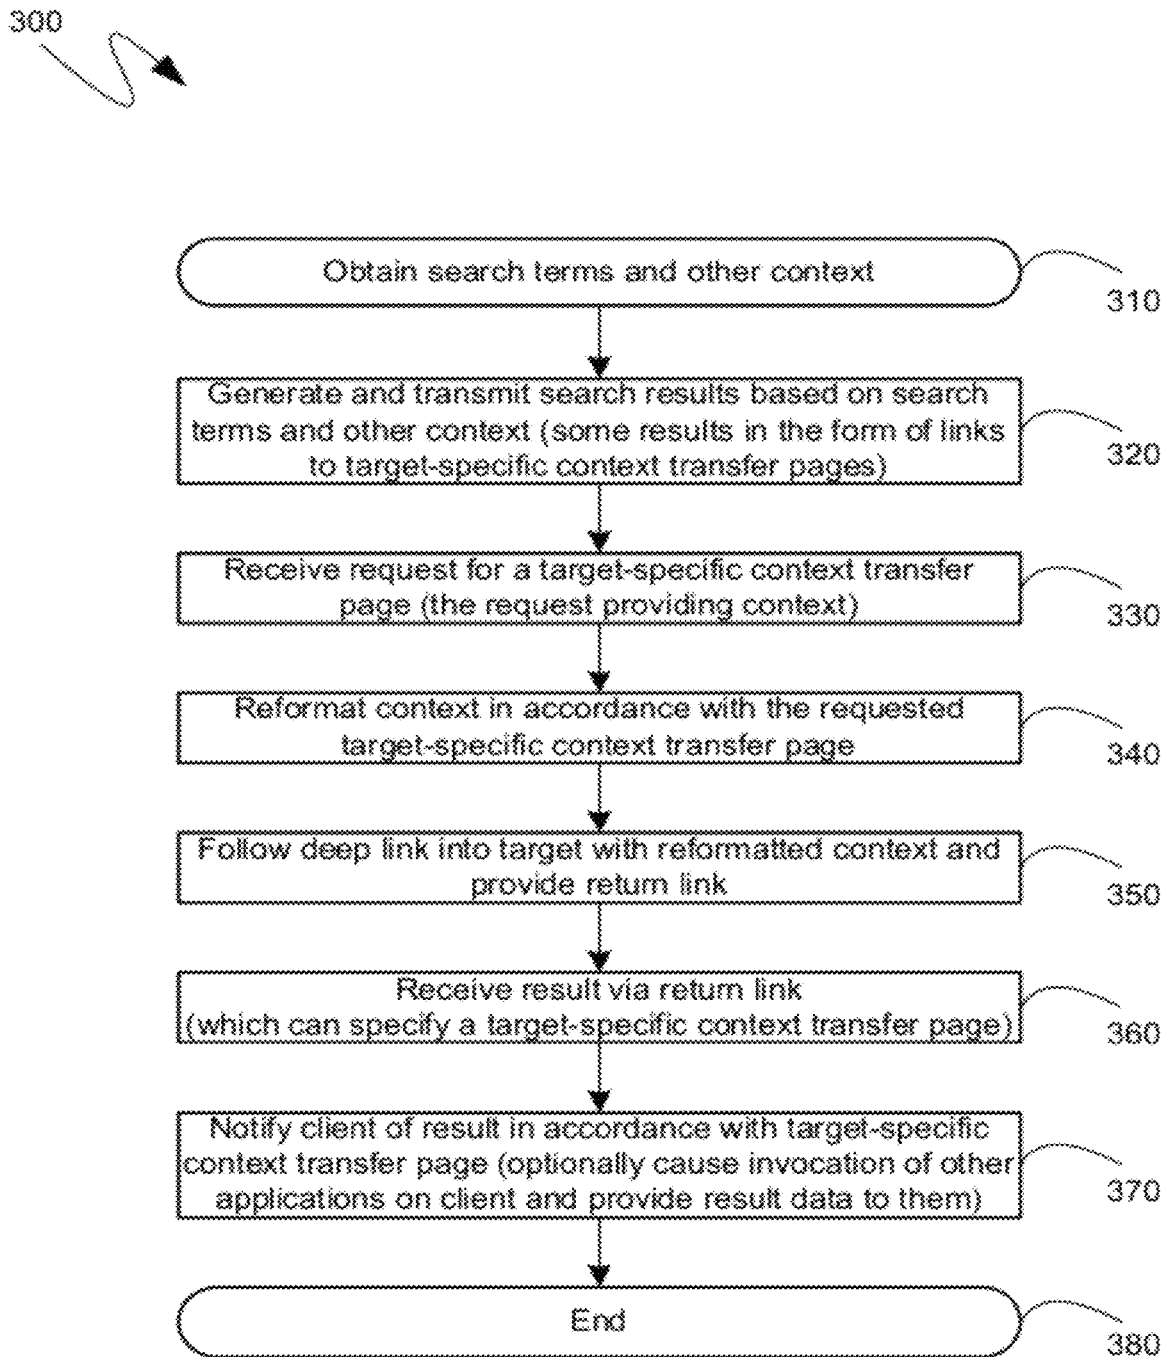 300
Obtain search terms and other context
310
Generate and transmit search results based on search
terms and other context (some results in the form of links
to target-specific context transfer pages)
320
Receive request for a target-specific context transfer
page (the request providing context)
330
Reformat context in accordance with the requested
target-specific context transfer page
340
Follow deep link into target with reformatted context and
provide return link
350
Receive result via return link
(which can specify a target-specific context transfer page)
360
Notify client of result in accordance with target-specific
context transfer page (optionally cause invocation of other
applications on client and provide result data to them)
370
End
380